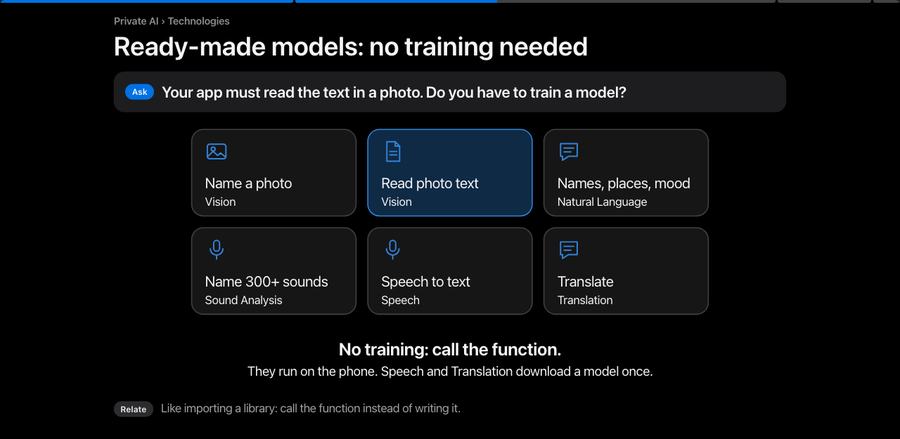 Private AI › Technologies
Ready-made models: no training needed
Ask Your app must read the text in a photo. Do you have to train a model?
Name a photo
Vision
Read photo text
Vision
Names, places, mood
Natural Language
Name 300+ sounds
Sound Analysis
Speech to text
Speech
Translate
Translation
No training: call the function.
They run on the phone. Speech and Translation download a model once.
Relate Like importing a library: call the function instead of writing it.